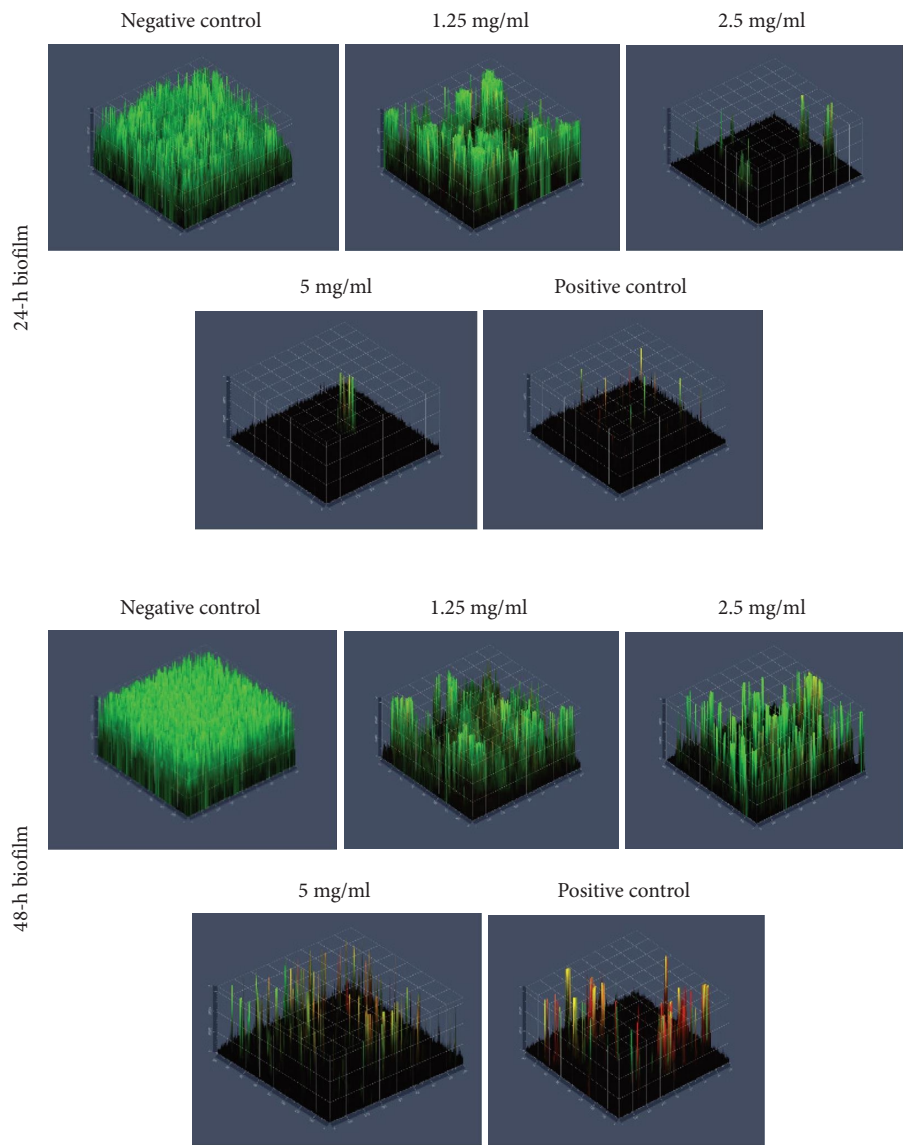 Negative control
1.25 mg/ml
2.5 mg/ml
24-h biofilm
5 mg/ml
Positive control
Negative control
1.25 mg/ml
2.5 mg/ml
48-h biofilm
5 mg/ml
Positive control